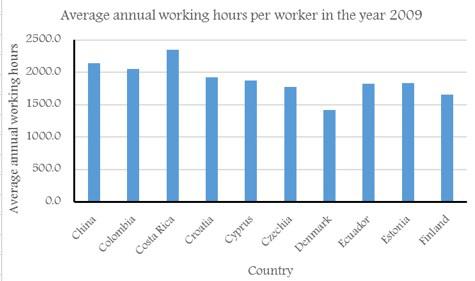 Average annual working hours per worker in the year 2009
Average annual working hours
2500.0
2000.0
1500.0
1000.0
500.0
0.0
China
Colombia
Costa Rica
Croatia
Cyprus
Czechia
Denmark
Ecuador
Estonia
Finland
Country